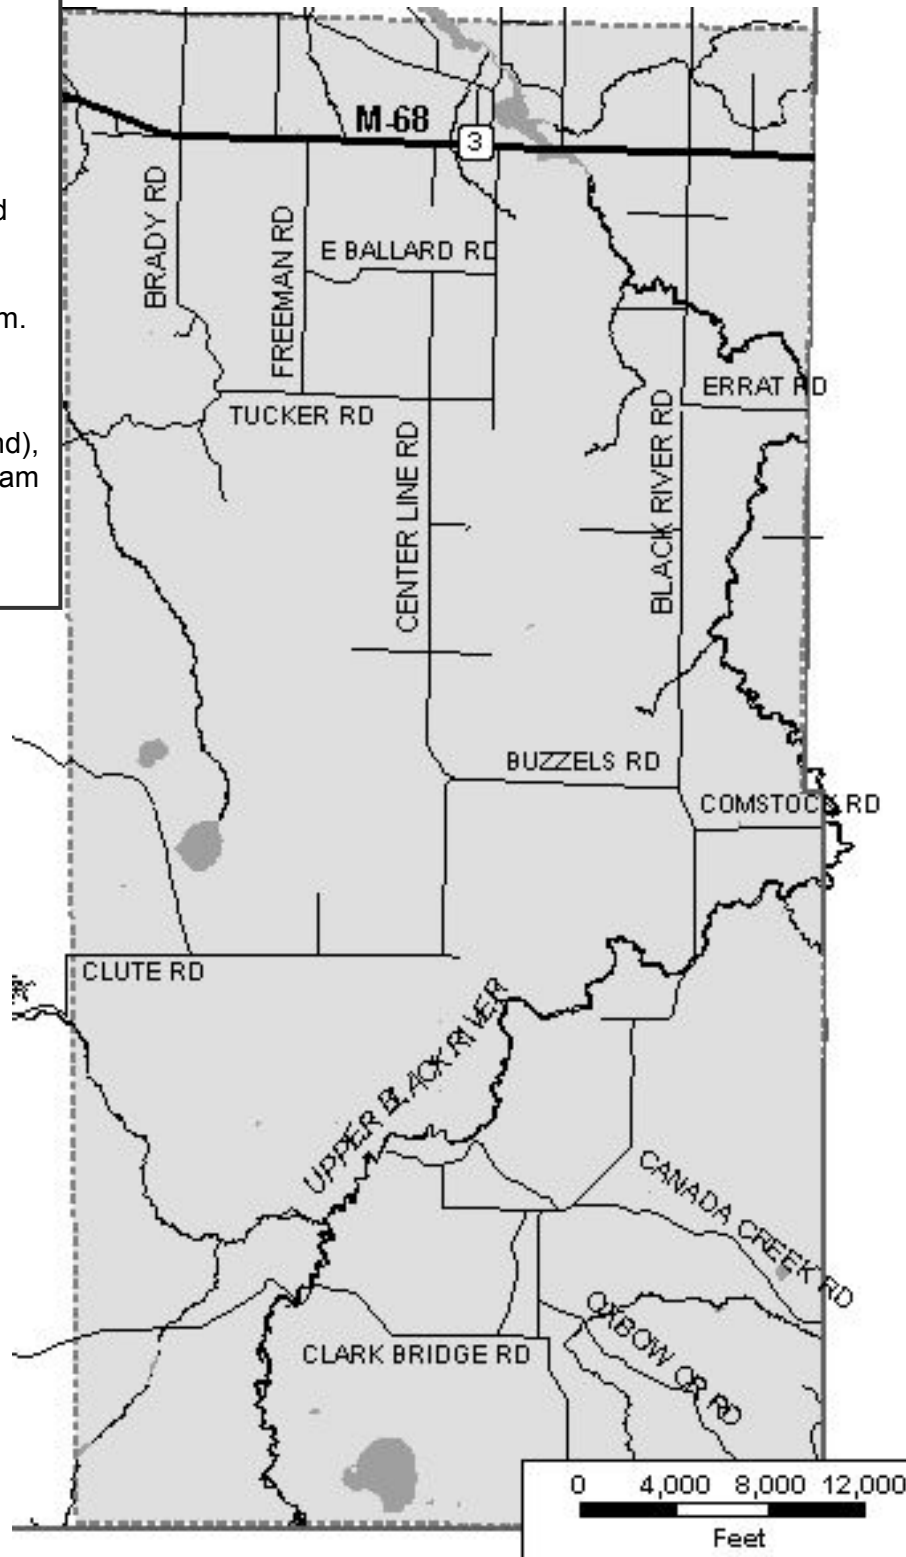 M-68
3
d
BRADY RD
FREEMAN RD
E BALLARD RD
m.
ERRAT RD
TUCKER RD
nd),
am
CENTER LINE RD
BLACK RIVER RD
BUZZELS RD
COMSTOCK RD
CLUTE RD
UPPER BLACK RIVER
CANADA CREEK RD
OXBOW CR RD
CLARK BRIDGE RD
0 4,000 8,000 12,000
Feet